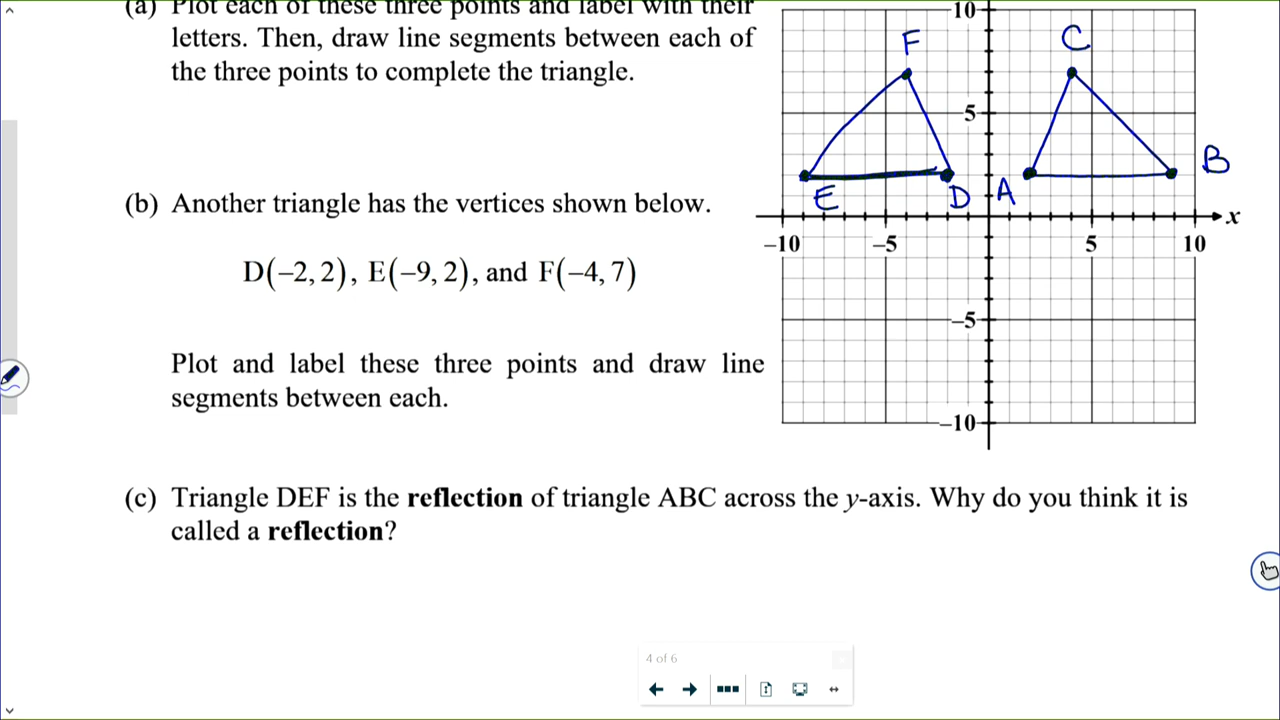 (a) Plot each of these three points and label with their
letters. Then, draw line segments between each of
the three points to complete the triangle.
(b) Another triangle has the vertices shown below.
D(−2, 2), E(−9, 2), and F(−4, 7)
Plot and label these three points and draw line
segments between each.
10
F
C
5
B
E
D
A
x
−10
−5
5
10
−5
−10
(c) Triangle DEF is the reflection of triangle ABC across the y-axis. Why do you think it is
called a reflection?
4 of 6